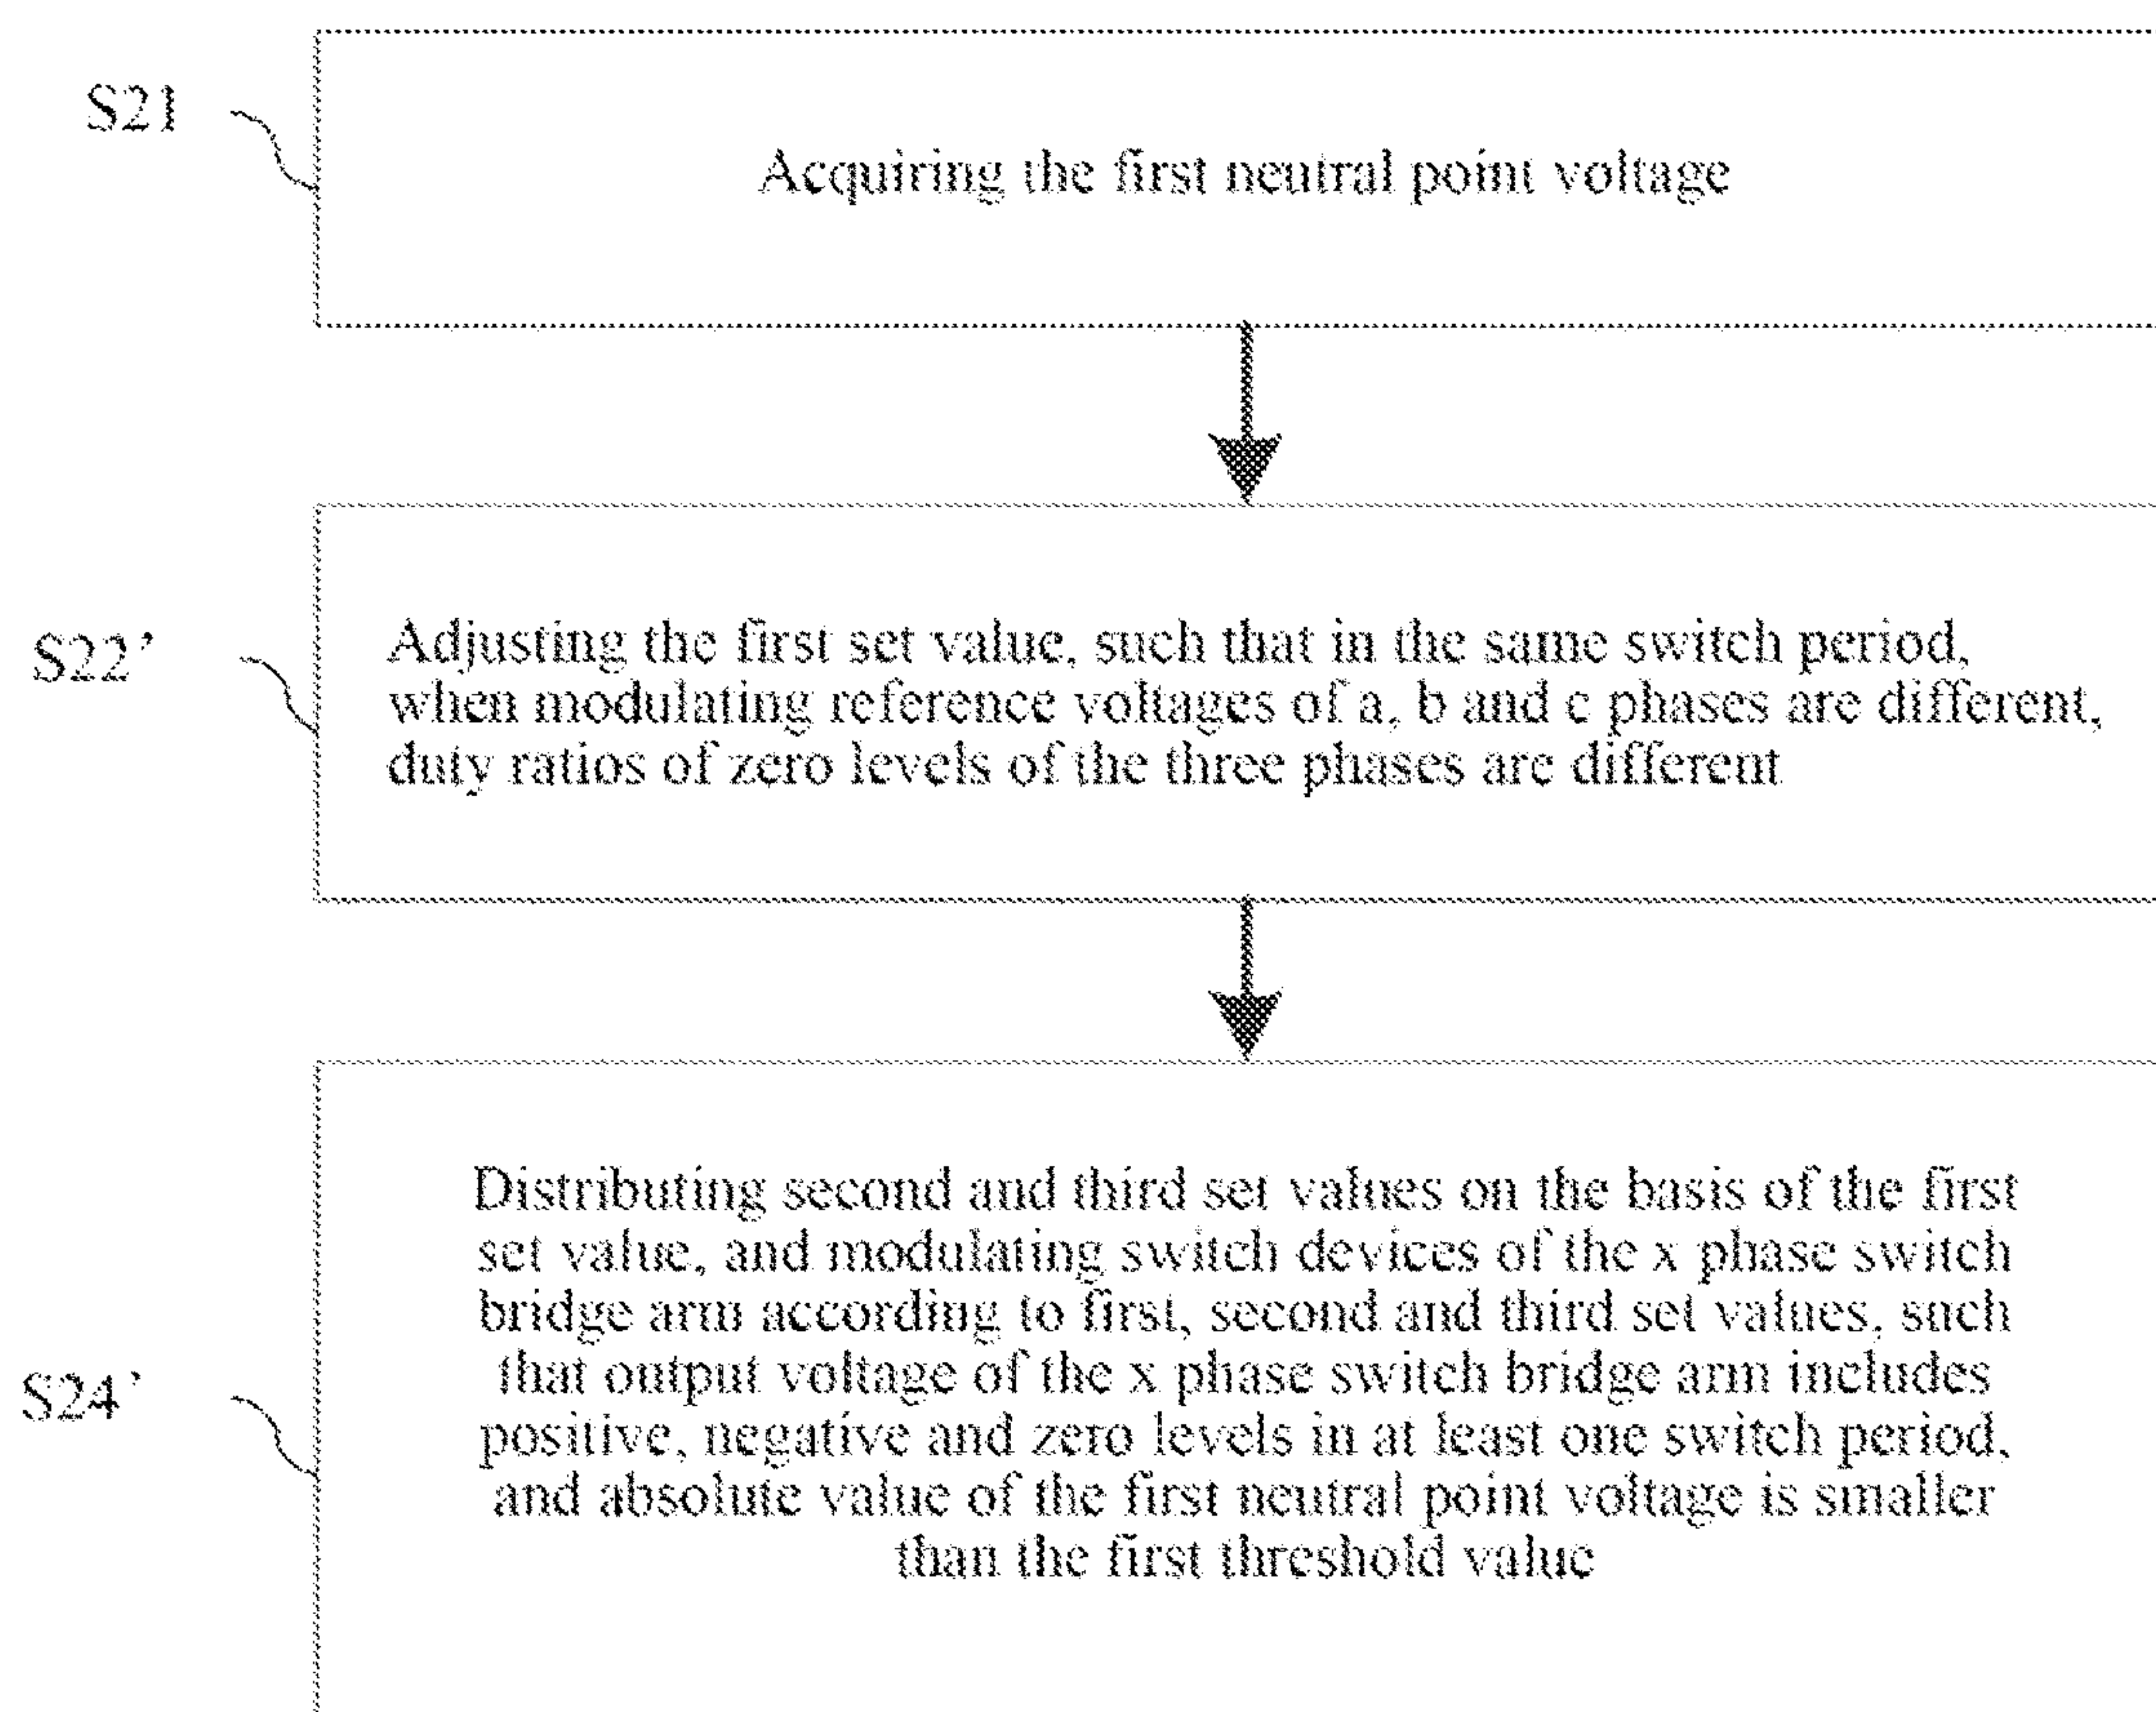 S21
Acquiring the first neutral point voltage
S22’
Adjusting the first set value, such that in the same switch period,
when modulating reference voltages of a, b and c phases are different,
duty ratios of zero levels of the three phases are different
Distributing second and third set values on the basis of the first
set value, and modulating switch devices of the x phase switch
bridge arm according to first, second and third set values, such
that output voltage of the x phase switch bridge arm includes
S24’
positive, negative and zero levels in at least one switch period,
and absolute value of the first neutral point voltage is smaller
than the first threshold value